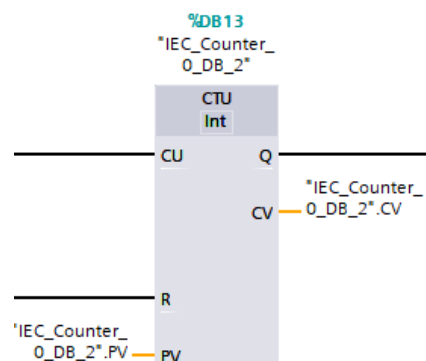 %DB13
"IEC_Counter_
0_DB_2"
CTU
Int
CU
Q
"IEC_Counter_
0_DB_2".CV
CV
R
"IEC_Counter_
0_DB_2".PV
PV